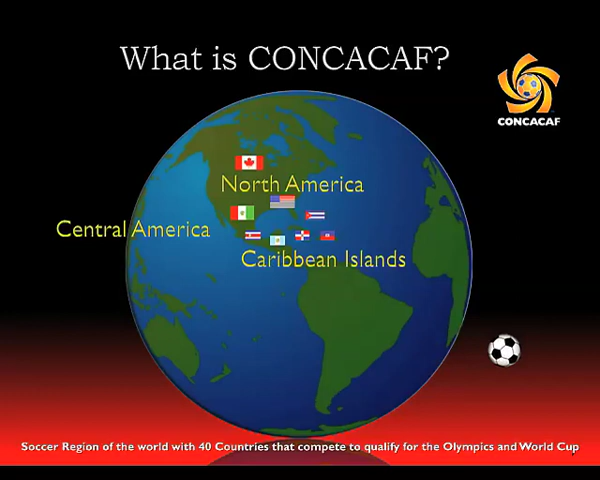 What is CONCACAF?
CONCACAF
North America
Central America
Caribbean Islands
Soccer Region of the world with 40 Countries that compete to qualify for the Olympics and World Cup